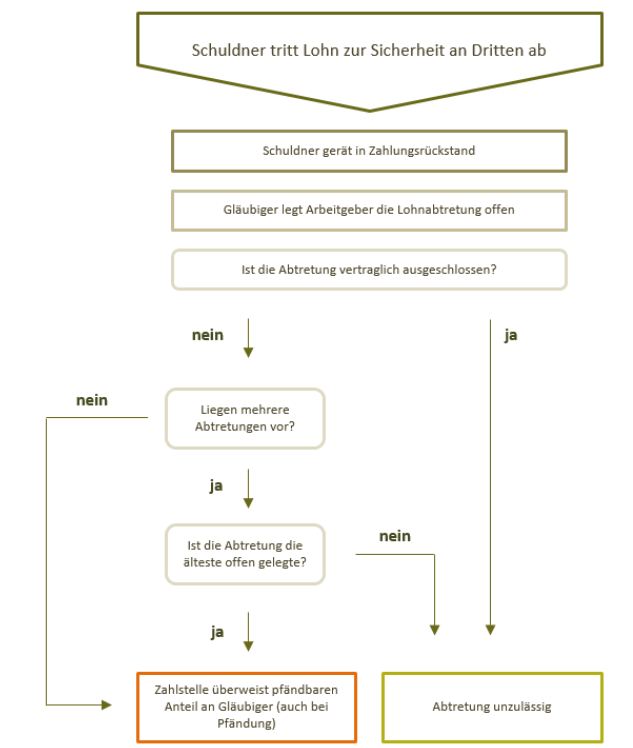 Schuldner tritt Lohn zur Sicherheit an Dritten ab
Schuldner gerät in Zahlungsrückstand
Gläubiger legt Arbeitgeber die Lohnabtretung offen
Ist die Abtretung vertraglich ausgeschlossen?
nein
ja
nein
Liegen mehrere
Abtretungen vor?
ja
nein
Ist die Abtretung die
älteste offen gelegte?
ja
Zahlstelle überweist pfändbaren
Anteil an Gläubiger (auch bei
Pfändung)
Abtretung unzulässig